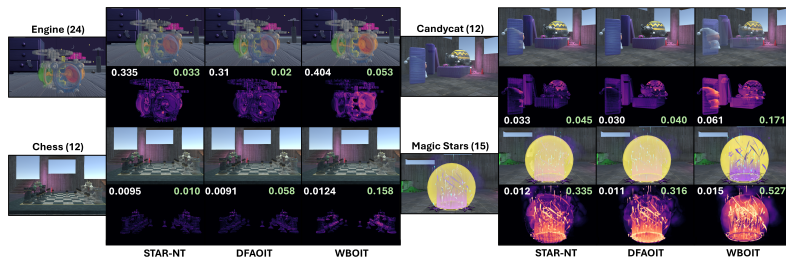 Engine (24)
0.335 0.033 0.31 0.02 0.404 0.053
Chess (12)
0.0095 0.010 0.0091 0.058 0.0124 0.158
STAR-NT DFAOIT WBOIT
Candycat (12)
0.033 0.045 0.030 0.040 0.061 0.171
Magic Stars (15)
0.012 0.335 0.011 0.316 0.015 0.527
STAR-NT DFAOIT WBOIT